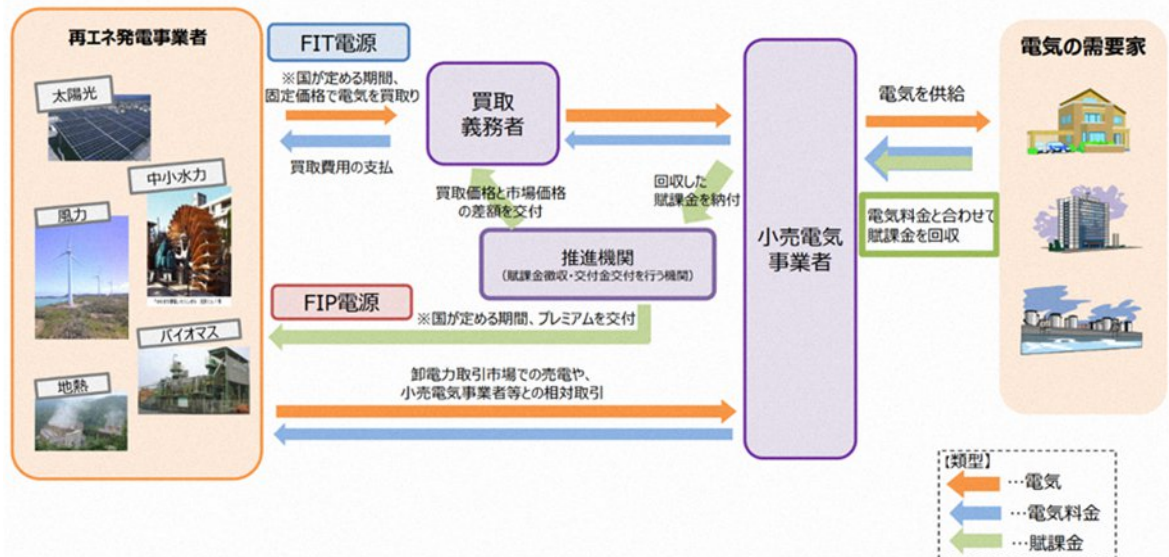 再エネ発電事業者
太陽光
中小水力
風力
バイオマス
地熱
FIT電源
※国が定める期間、
固定価格で電気を買取り
買取費用の支払
買取
義務者
買取価格と市場価格
の差額を交付
回収した
賦課金を納付
推進機関
（賦課金徴収・交付金交付を行う機関）
FIP電源
※国が定める期間、プレミアムを交付
卸電力取引市場での売電や、
小売電気事業者等との相対取引
小売電気
事業者
電気を供給
電気料金と合わせて
賦課金を回収
電気の需要家
【類型】
…電気
…電気料金
…賦課金